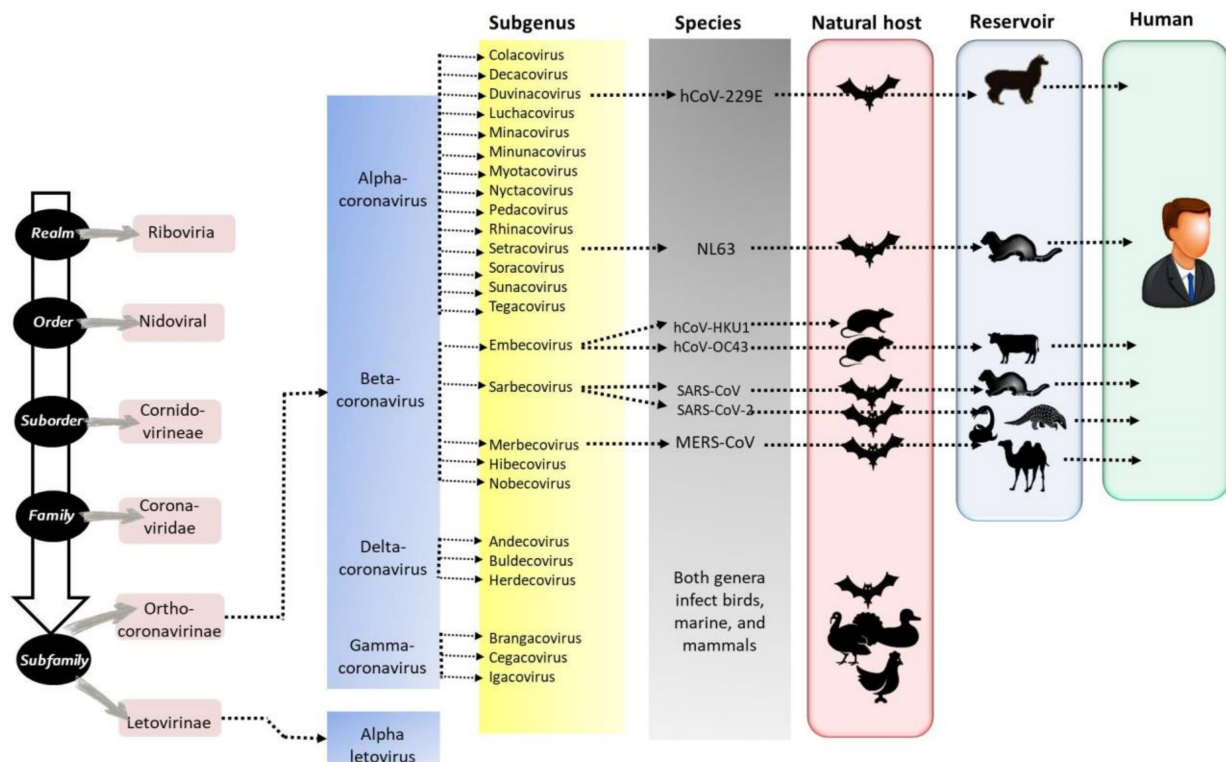 Subgenus
Species
Natural host
Reservoir
Human
Realm
Riboviria
Order
Nidoviral
Suborder
Cornido-
virineae
Family
Corona-
viridae
Subfamily
Ortho-
coronavirinae
Letovirinae
Alpha-
coronavirus
Beta-
coronavirus
Delta-
coronavirus
Gamma-
coronavirus
Alpha
letovirus
Colacovirus
Decacovirus
Duvinacovirus
Luchacovirus
Minacovirus
Minunacovirus
Myotacovirus
Nyctacovirus
Pedacovirus
Rhinacovirus
Setracovirus
Soracovirus
Sunacovirus
Tegacovirus
Embecovirus
Sarbecovirus
Merbecovirus
Hibecovirus
Nobecovirus
Andecovirus
Buldecovirus
Herdecovirus
Brangacovirus
Cegacovirus
Igacovirus
hCoV-229E
NL63
hCoV-HKU1
hCoV-OC43
SARS-CoV
SARS-CoV-2
MERS-CoV
Both genera
infect birds,
marine, and
mammals